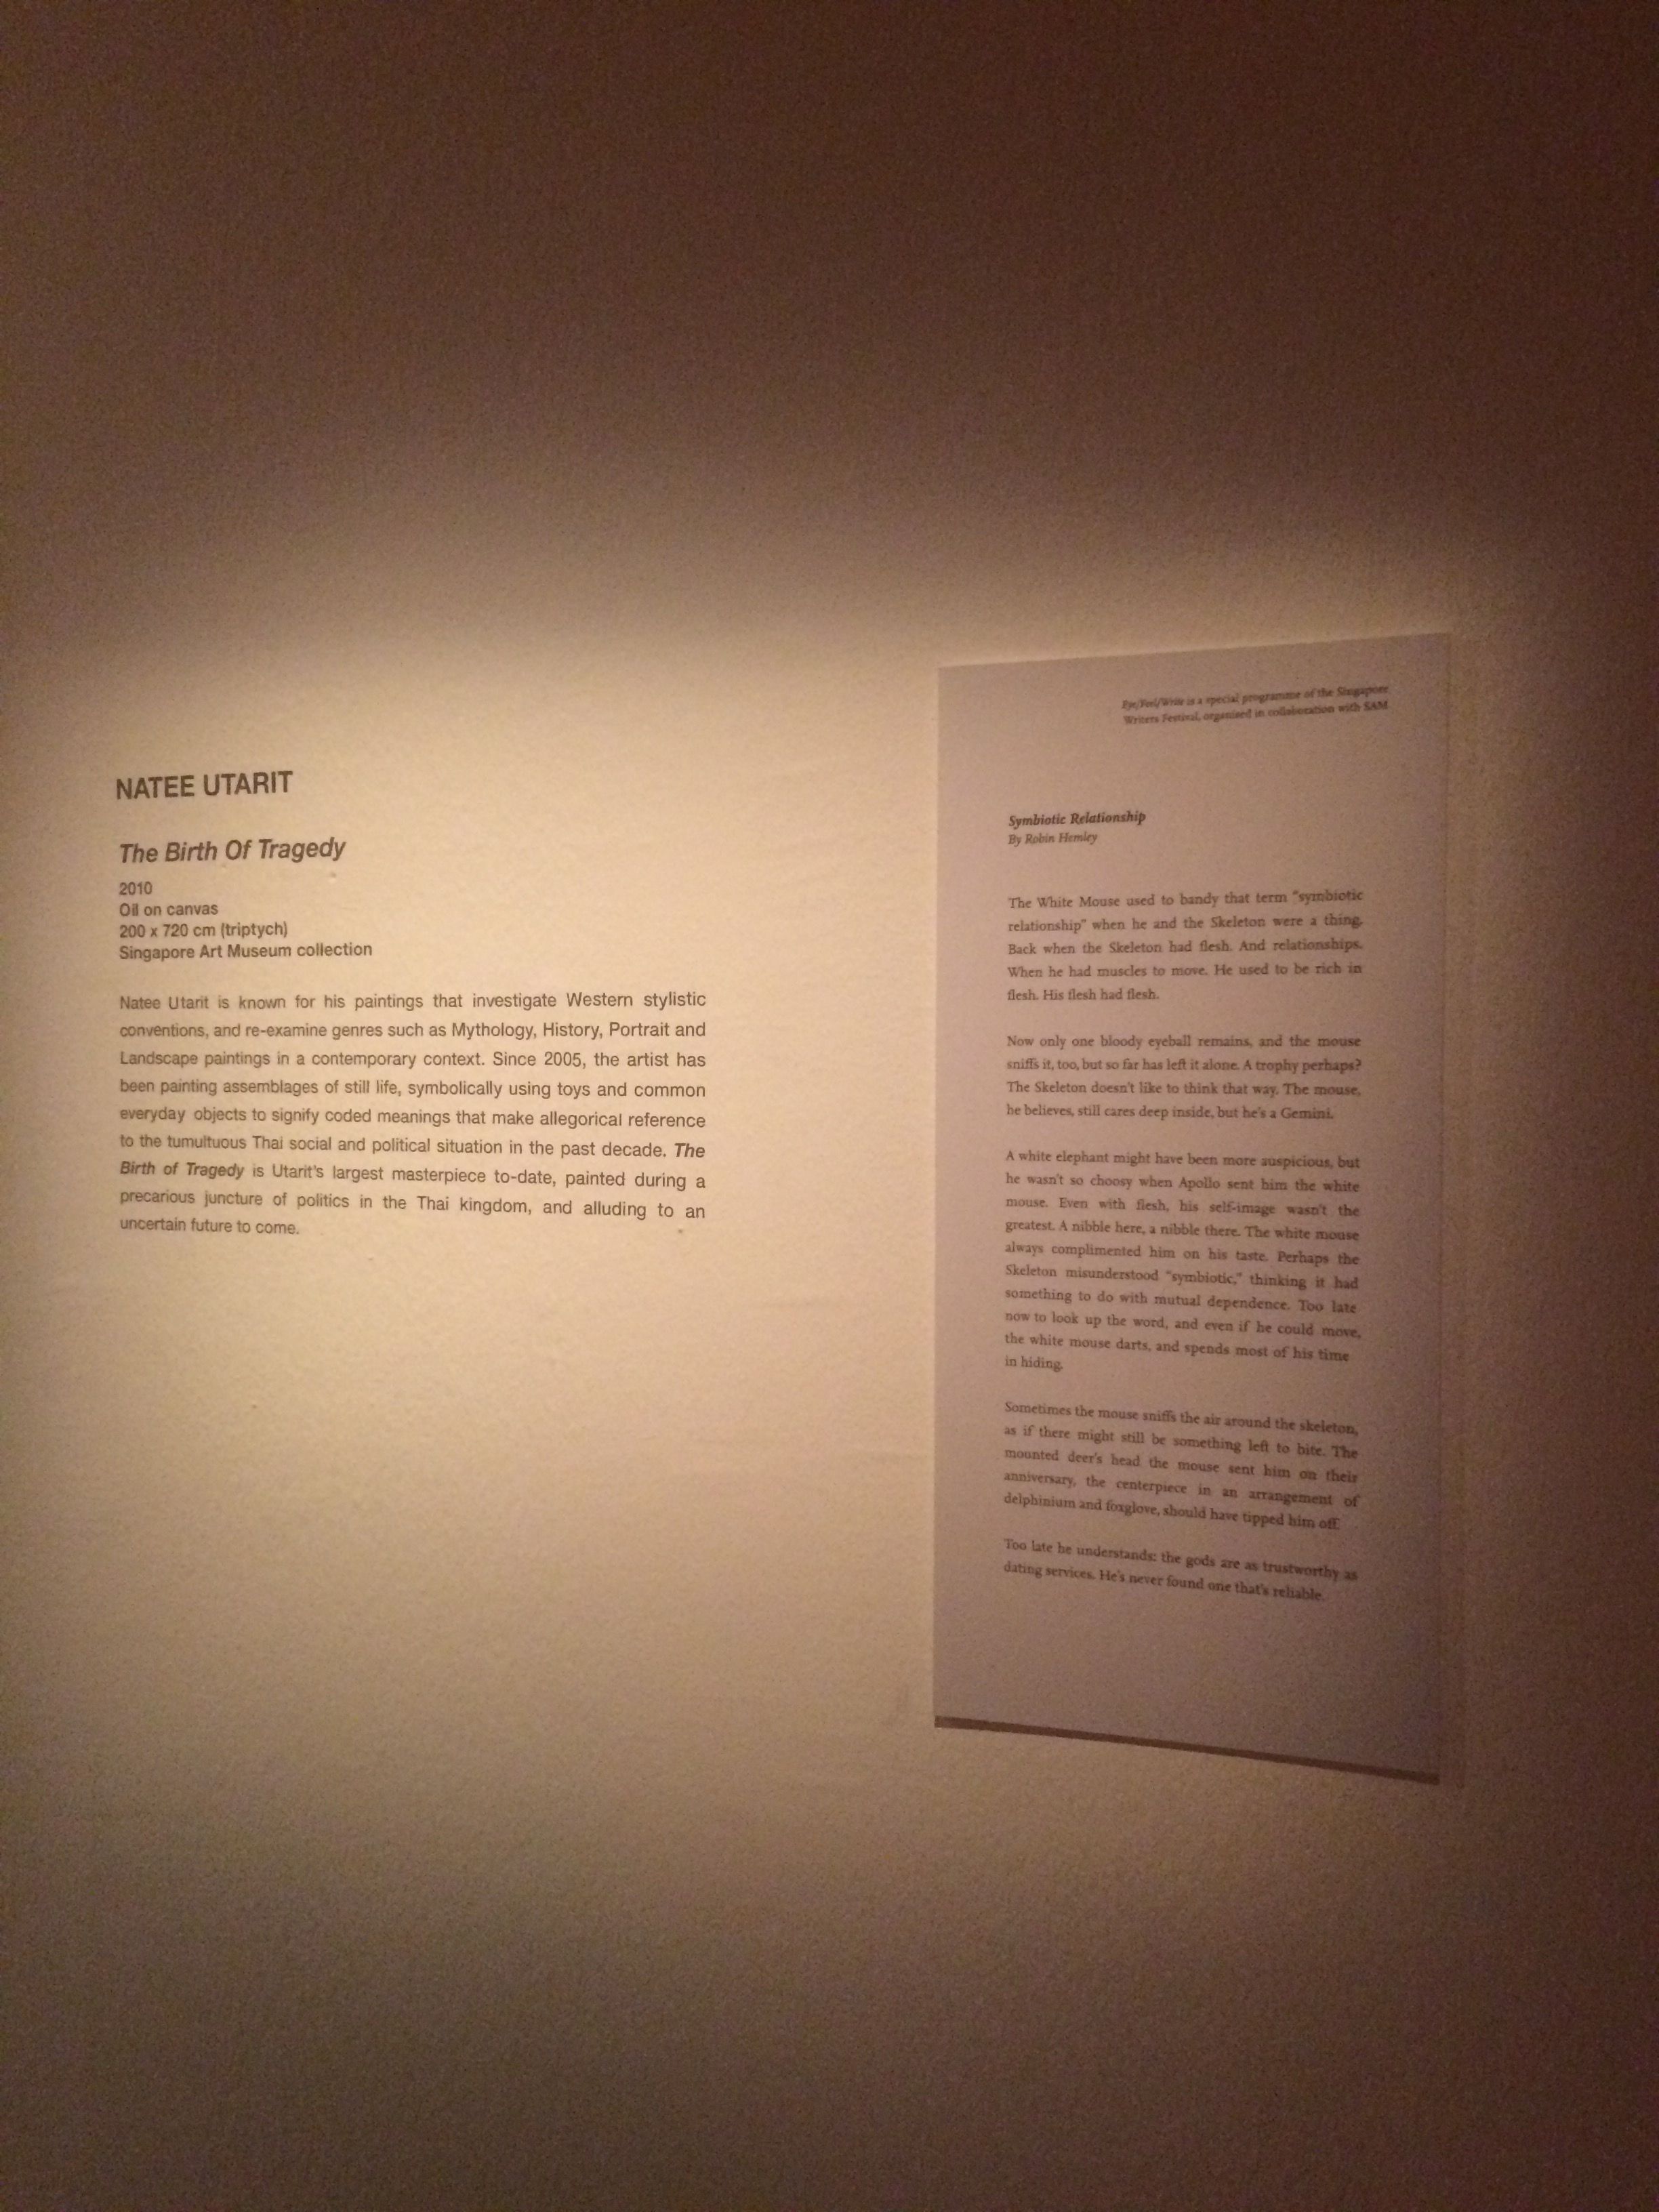 NATEE UTARIT
The Birth Of Tragedy
2010
Oil on canvas
200 x 720 cm (triptych)
Singapore Art Museum collection
Natee Utarit is known for his paintings that investigate Western stylistic
conventions, and re-examine genres such as Mythology, History, Portrait and
Landscape paintings in a contemporary context. Since 2005, the artist has
been painting assemblages of still life, symbolically using toys and common
everyday objects to signify coded meanings that make allegorical reference
to the tumultuous Thai social and political situation in the past decade. The
Birth of Tragedy is Utarit's largest masterpiece to-date, painted during a
precarious juncture of politics in the Thai kingdom, and alluding to an
uncertain future to come.
Eye/Feel/Write is a special programme of the Singapore
Writers Festival, organised in collaboration with SAM.
Symbiotic Relationship
By Robin Hemley
The White Mouse used to bandy that term "symbiotic
relationship" when he and the Skeleton were a thing.
Back when the Skeleton had flesh. And relationships.
When he had muscles to move. He used to be rich in
flesh. His flesh had flesh.
Now only one bloody eyeball remains, and the mouse
sniffs it, too, but so far has left it alone. A trophy perhaps?
The Skeleton doesn't like to think that way. The mouse,
he believes, still cares deep inside, but he's a Gemini.
A white elephant might have been more auspicious, but
he wasn't so choosy when Apollo sent him the white
mouse. Even with flesh, his self-image wasn't the
greatest. A nibble here, a nibble there. The white mouse
always complimented him on his taste. Perhaps the
Skeleton misunderstood "symbiotic," thinking it had
something to do with mutual dependence. Too late
now to look up the word, and even if he could move,
the white mouse darts, and spends most of his time
in hiding.
Sometimes the mouse sniffs the air around the skeleton,
as if there might still be something left to bite. The
mounted deer's head the mouse sent him on their
anniversary, the centerpiece in an arrangement of
delphinium and foxglove, should have tipped him off.
Too late he understands: the gods are as trustworthy as
dating services. He's never found one that's reliable.